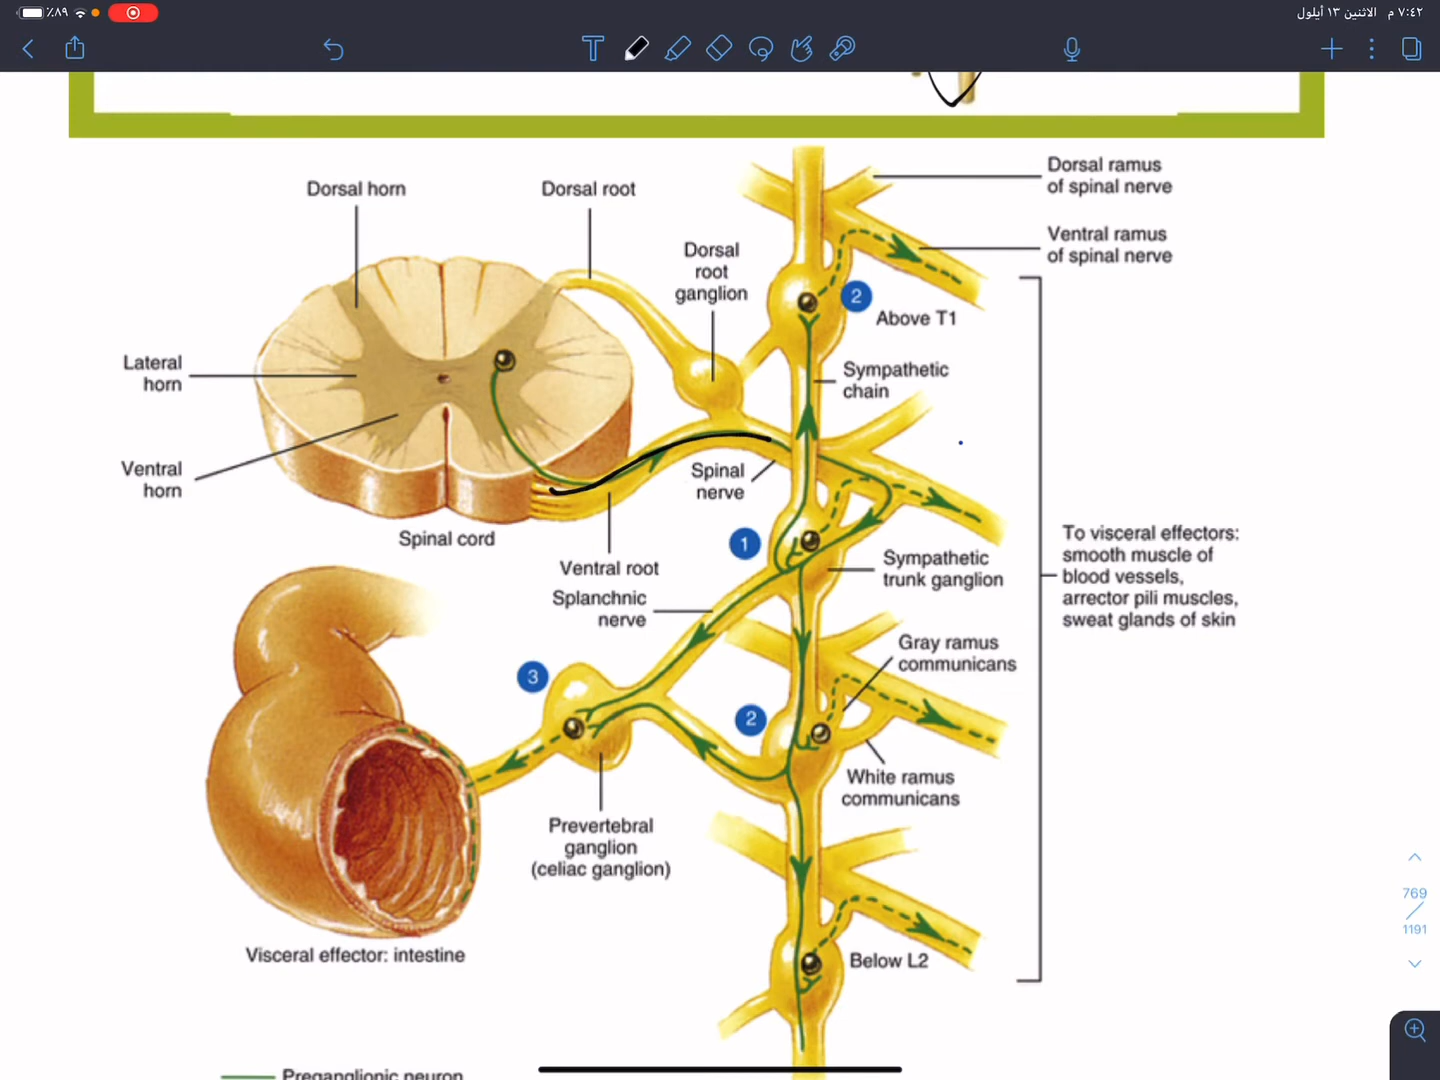 ٪٨٩
٧:٤٢ م الاثنين ١٣ أيلول
Dorsal horn
Dorsal root
Dorsal
root
ganglion
Dorsal ramus
of spinal nerve
Ventral ramus
of spinal nerve
2
Above T1
Lateral
horn
Sympathetic
chain
Ventral
horn
Spinal
nerve
Spinal cord
Ventral root
1
Sympathetic
trunk ganglion
To visceral effectors:
smooth muscle of
blood vessels,
arrector pili muscles,
sweat glands of skin
Splanchnic
nerve
Gray ramus
communicans
3
2
White ramus
communicans
Prevertebral
ganglion
(celiac ganglion)
769
1191
Visceral effector: intestine
Below L2
Preganglionic neuron